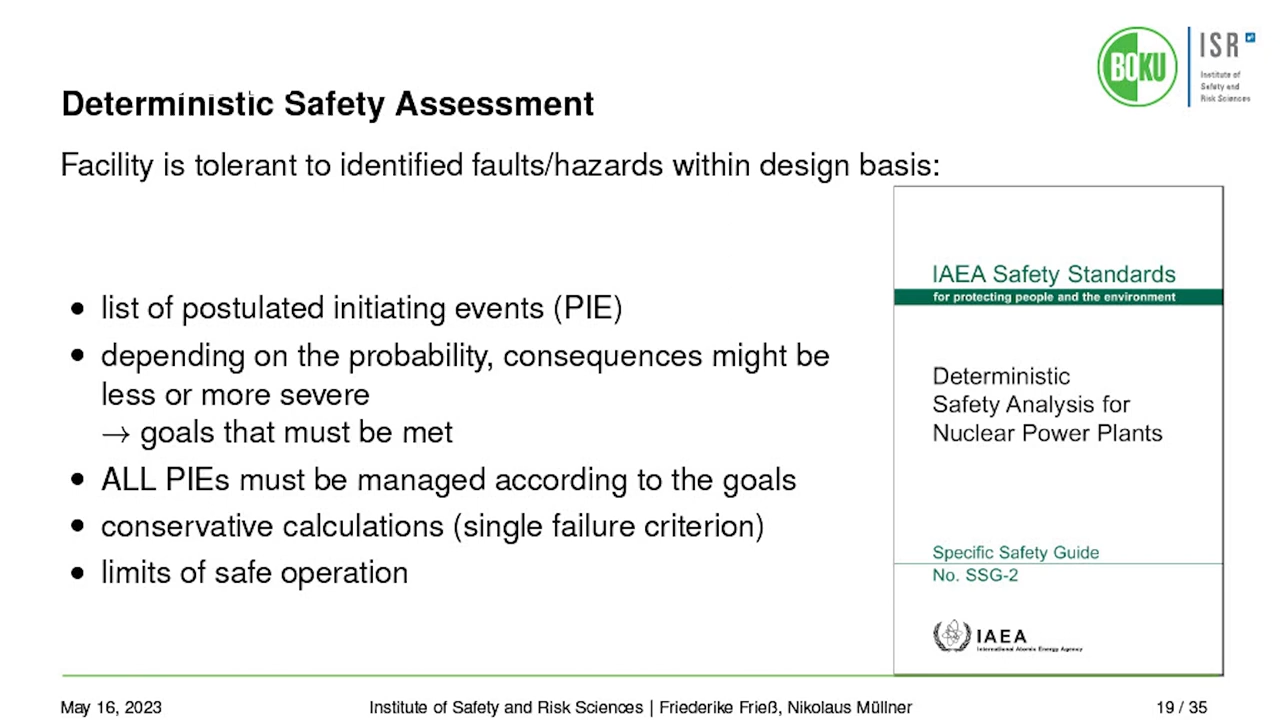 BOKU
ISR
Institute of
Safety and
Risk Sciences
Deterministic Safety Assessment
Facility is tolerant to identified faults/hazards within design basis:
• list of postulated initiating events (PIE)
• depending on the probability, consequences might be
less or more severe
→ goals that must be met
• ALL PIEs must be managed according to the goals
• conservative calculations (single failure criterion)
• limits of safe operation
IAEA Safety Standards
for protecting people and the environment
Deterministic
Safety Analysis for
Nuclear Power Plants
Specific Safety Guide
No. SSG-2
IAEA
International Atomic Energy Agency
May 16, 2023
Institute of Safety and Risk Sciences | Friederike Frieß, Nikolaus Müllner
19 / 35